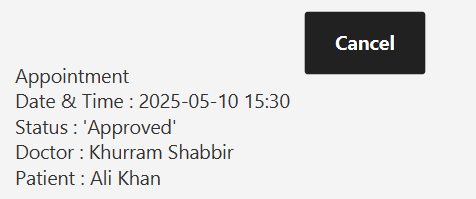 Cancel
Appointment
Date & Time : 2025-05-10 15:30
Status : 'Approved'
Doctor : Khurram Shabbir
Patient : Ali Khan